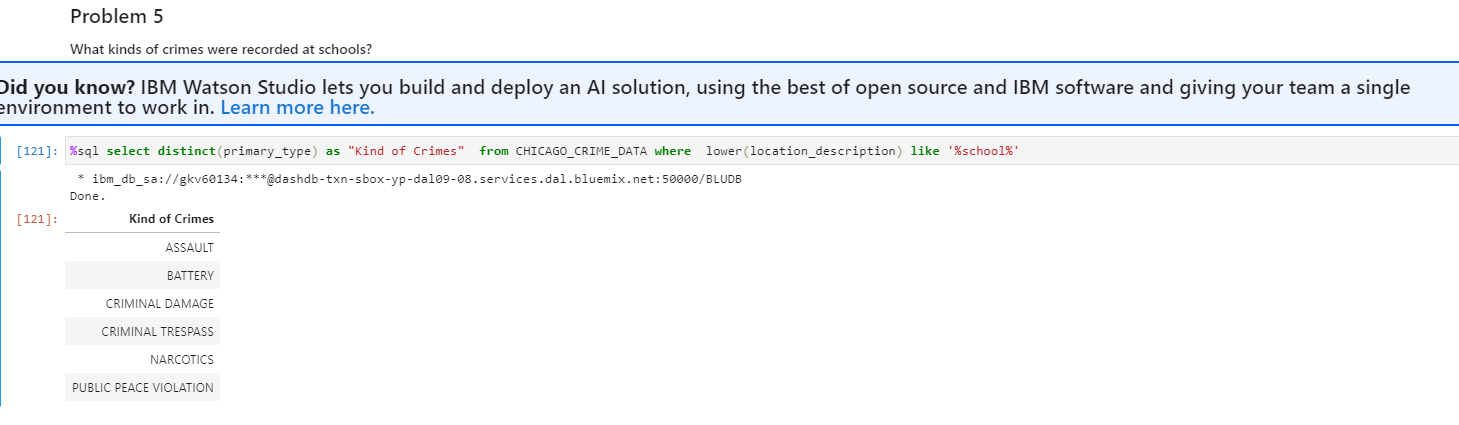 Problem 5
What kinds of crimes were recorded at schools?
Did you know? IBM Watson Studio lets you build and deploy an AI solution, using the best of open source and IBM software and giving your team a single
environment to work in. Learn more here.
[121]: %sql select distinct(primary_type) as "Kind of Crimes"  from CHICAGO_CRIME_DATA where  lower(location_description) like '%school%'
* ibm_db_sa://gkv60134:***@dashdb-txn-sbox-yp-dal09-08.services.dal.bluemix.net:50000/BLUDB
Done.
[121]: Kind of Crimes
ASSAULT
BATTERY
CRIMINAL DAMAGE
CRIMINAL TRESPASS
NARCOTICS
PUBLIC PEACE VIOLATION